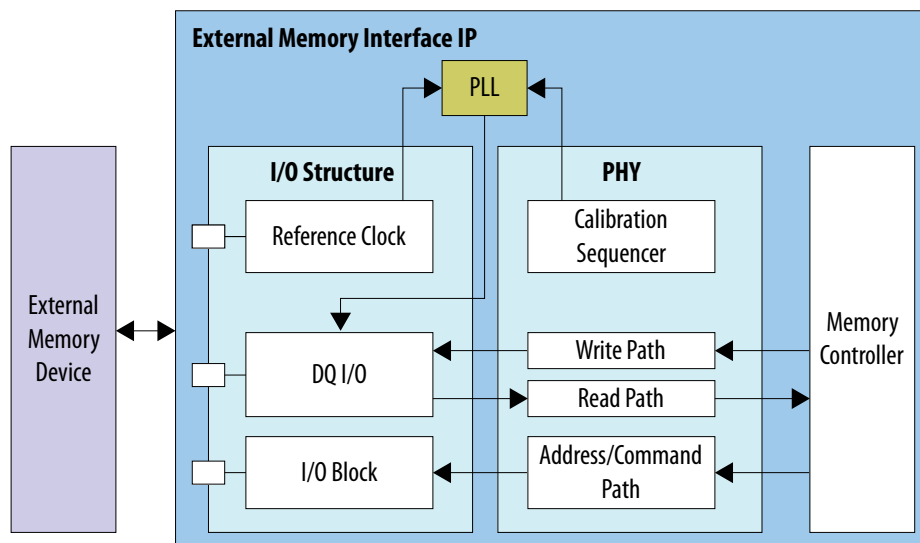 External Memory Interface IP
PLL
I/O Structure
PHY
Reference Clock
Calibration
Sequencer
External
Memory
Device
DQ I/O
Write Path
Read Path
Memory
Controller
I/O Block
Address/Command
Path